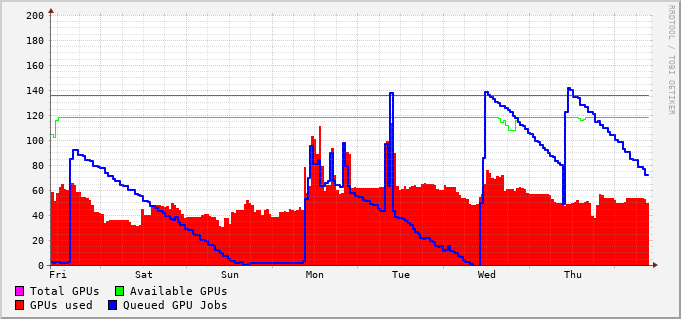 200
180
160
140
120
100
80
60
40
20
0
Fri Sat Sun Mon Tue Wed Thu
Total GPUs Available GPUs
GPUs used Queued GPU Jobs
RRDTOOL / TOBI OETIKER